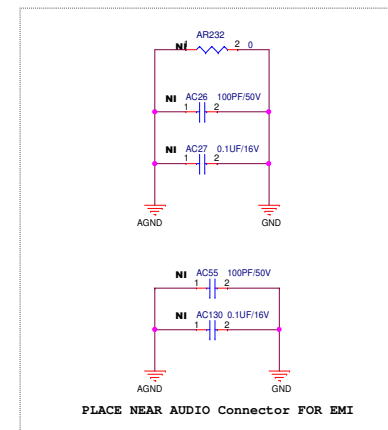 AR232
NI 1 2 0
NI AC26 100PF/50V
1 2
NI AC27 0.1UF/16V
1 2
AGND GND
NI AC55 100PF/50V
1 2
NI AC130 0.1UF/16V
1 2
AGND GND
PLACE NEAR AUDIO Connector FOR EMI